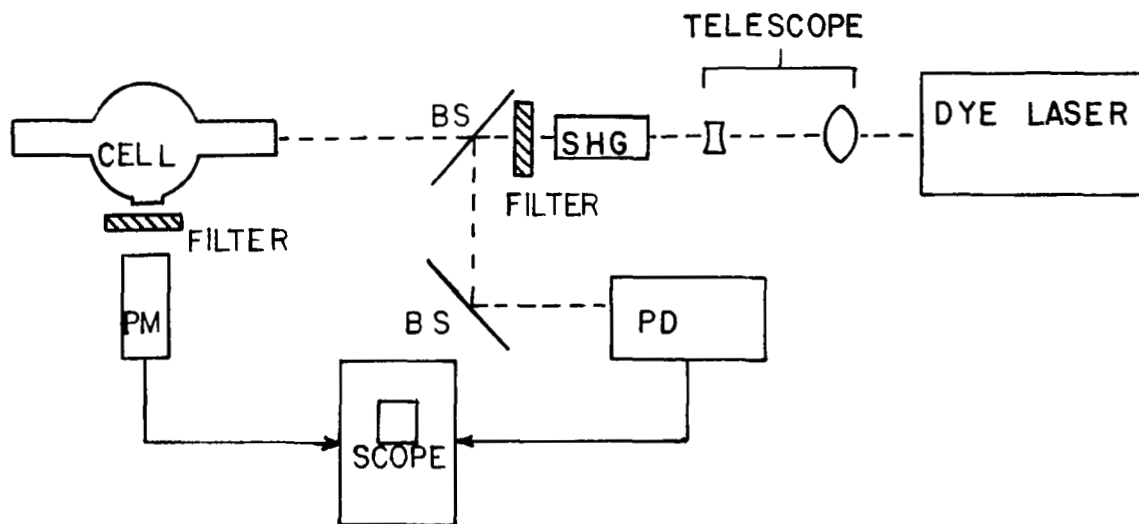 TELESCOPE
DYE LASER
BS
SHG
CELL
FILTER
FILTER
BS
PD
PM
SCOPE